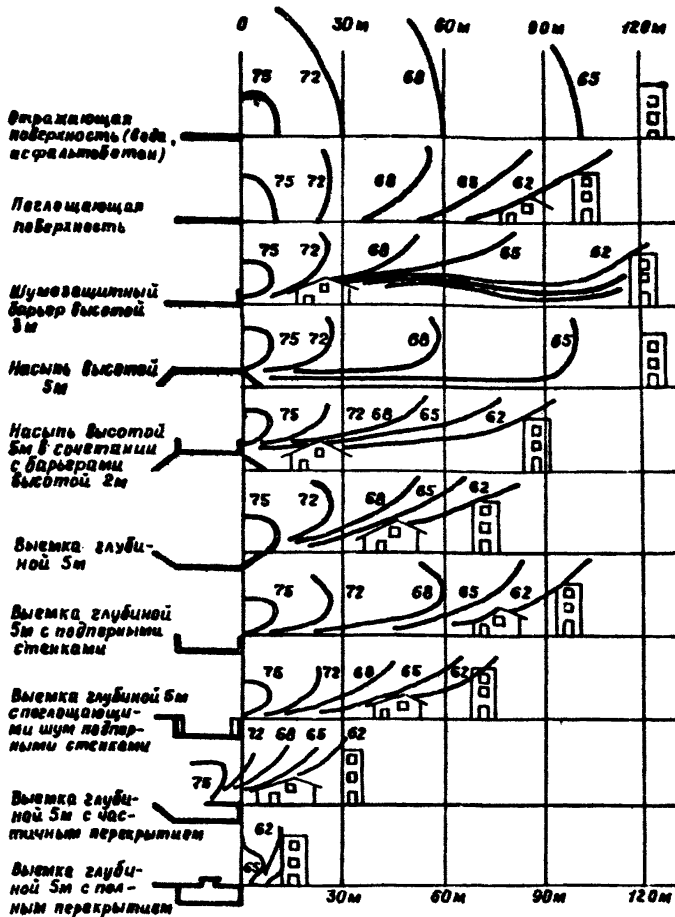 0 30м 60м 90м 120м
75 72 68 65
Отражающая
поверхность (вода,
асфальтобетон)
75 72 68 65 62
Поглощающая
поверхность
75 72 68 65 62
Шумозащитный
барьер высотой
3м
75 72 68 65
Насыпь высотой
5м
75 72 68 65 62
Насыпь высотой
5м в сочетании
с барьерами
высотой 2м
75 72 68 65 62
Выемка глуби-
ной 5м
75 72 68 65 62
Выемка глубиной
5м с подпорными
стенками
75 72 68 65 62
Выемка глубиной 5м
с поглощающи-
ми шум подпор-
ными стенками
75 72 68 65 62
Выемка глуби-
ной 5м с час-
тичным перекрытием
62
65
Выемка глуби-
ной 5м с пол-
ным перекрытием
30м 60м 90м 120м